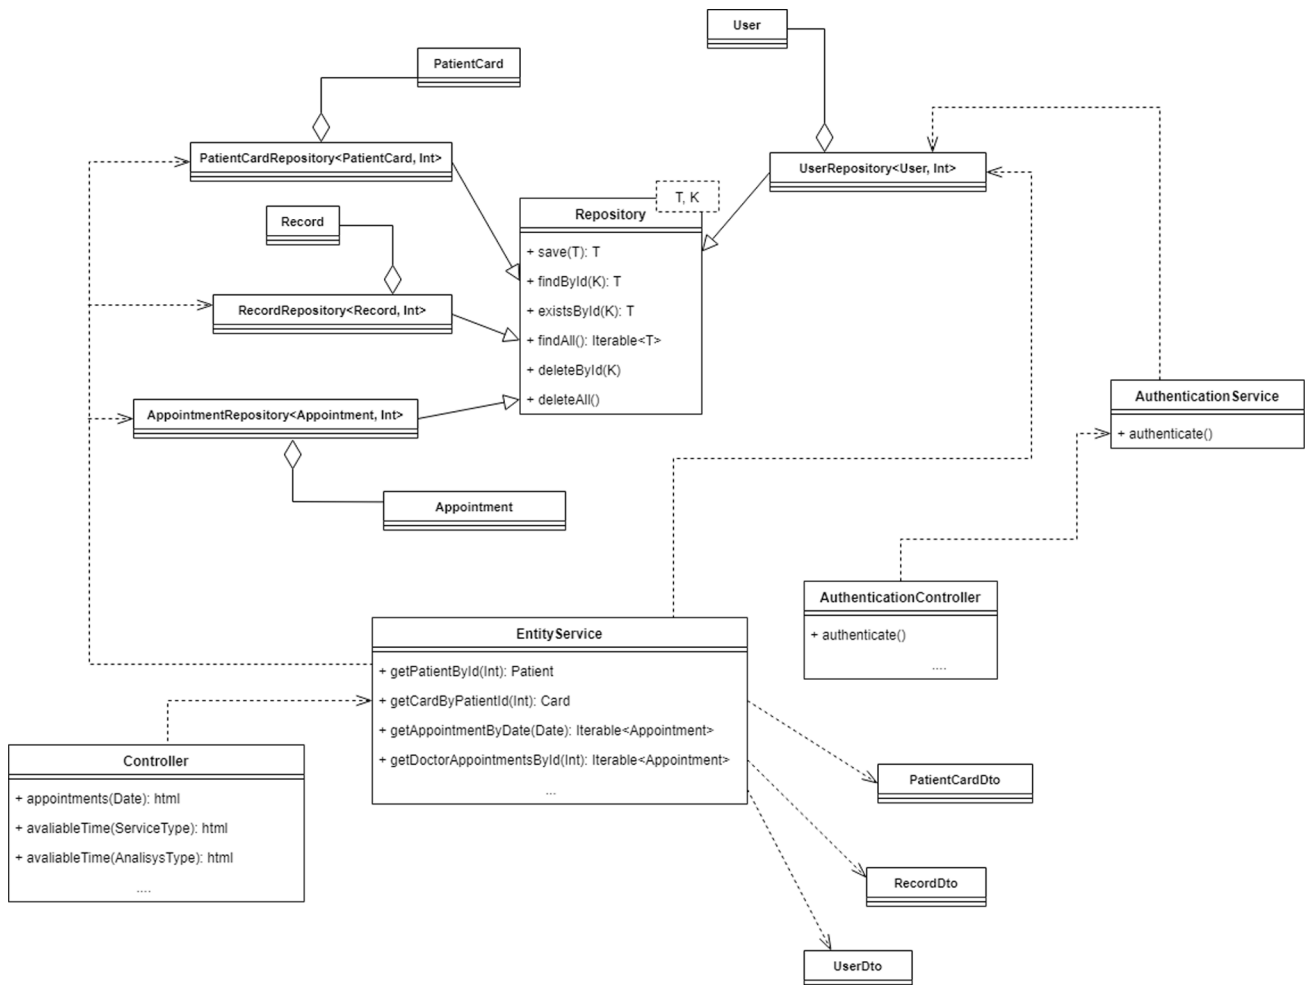 User
PatientCard
PatientCardRepository<PatientCard, Int>
UserRepository<User, Int>
T, K
Record
Repository
+ save(T): T
+ findById(K): T
+ existsById(K): T
+ findAll(): Iterable<T>
+ deleteById(K)
+ deleteAll()
RecordRepository<Record, Int>
AppointmentRepository<Appointment, Int>
Appointment
AuthenticationService
+ authenticate()
AuthenticationController
+ authenticate()
....
EntityService
+ getPatientById(Int): Patient
+ getCardByPatientId(Int): Card
+ getAppointmentByDate(Date): Iterable<Appointment>
+ getDoctorAppointmentsById(Int): Iterable<Appointment>
...
Controller
+ appointments(Date): html
+ avaliableTime(ServiceType): html
+ avaliableTime(AnalisysType): html
....
PatientCardDto
RecordDto
UserDto